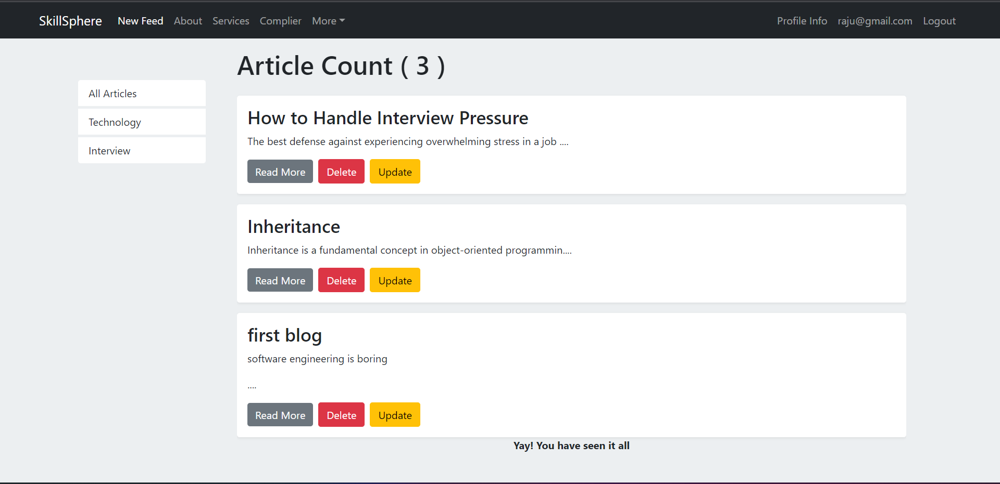 SkillSphere New Feed About Services Complier More Profile Info raju@gmail.com Logout
Article Count ( 3 )
All Articles
Technology
Interview
How to Handle Interview Pressure
The best defense against experiencing overwhelming stress in a job ....
Read More Delete Update
Inheritance
Inheritance is a fundamental concept in object-oriented programmin....
Read More Delete Update
first blog
software engineering is boring
....
Read More Delete Update
Yay! You have seen it all